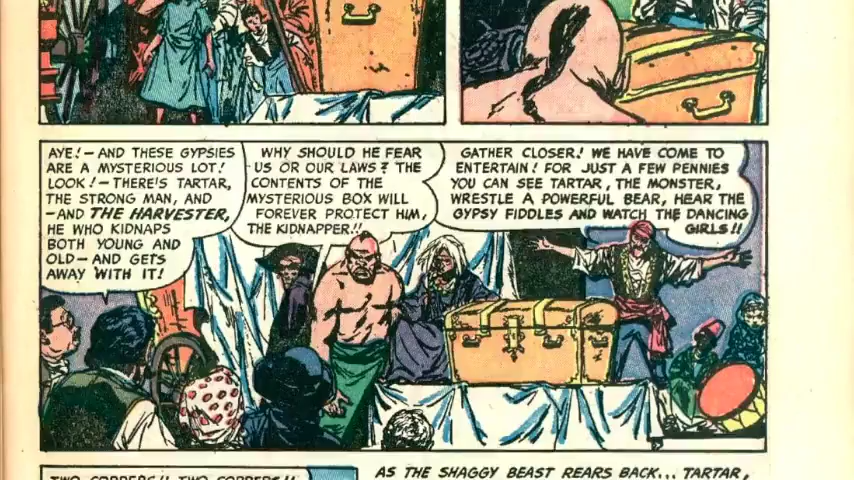 AYE!—AND THESE GYPSIES
ARE A MYSTERIOUS LOT!
LOOK!—THERE'S TARTAR,
THE STRONG MAN, AND
—AND THE HARVESTER,
HE WHO KIDNAPS
BOTH YOUNG AND
OLD—AND GETS
AWAY WITH IT!
WHY SHOULD HE FEAR
US OR OUR LAWS? THE
CONTENTS OF THE
MYSTERIOUS BOX WILL
FOREVER PROTECT HIM,
THE KIDNAPPER!!
GATHER CLOSER! WE HAVE COME TO
ENTERTAIN! FOR JUST A FEW PENNIES
YOU CAN SEE TARTAR, THE MONSTER,
WRESTLE A POWERFUL BEAR, HEAR THE
GYPSY FIDDLES AND WATCH THE DANCING
GIRLS!!
TWO COPPERS!! TWO COPPERS!!
AS THE SHAGGY BEAST REARS BACK... TARTAR,